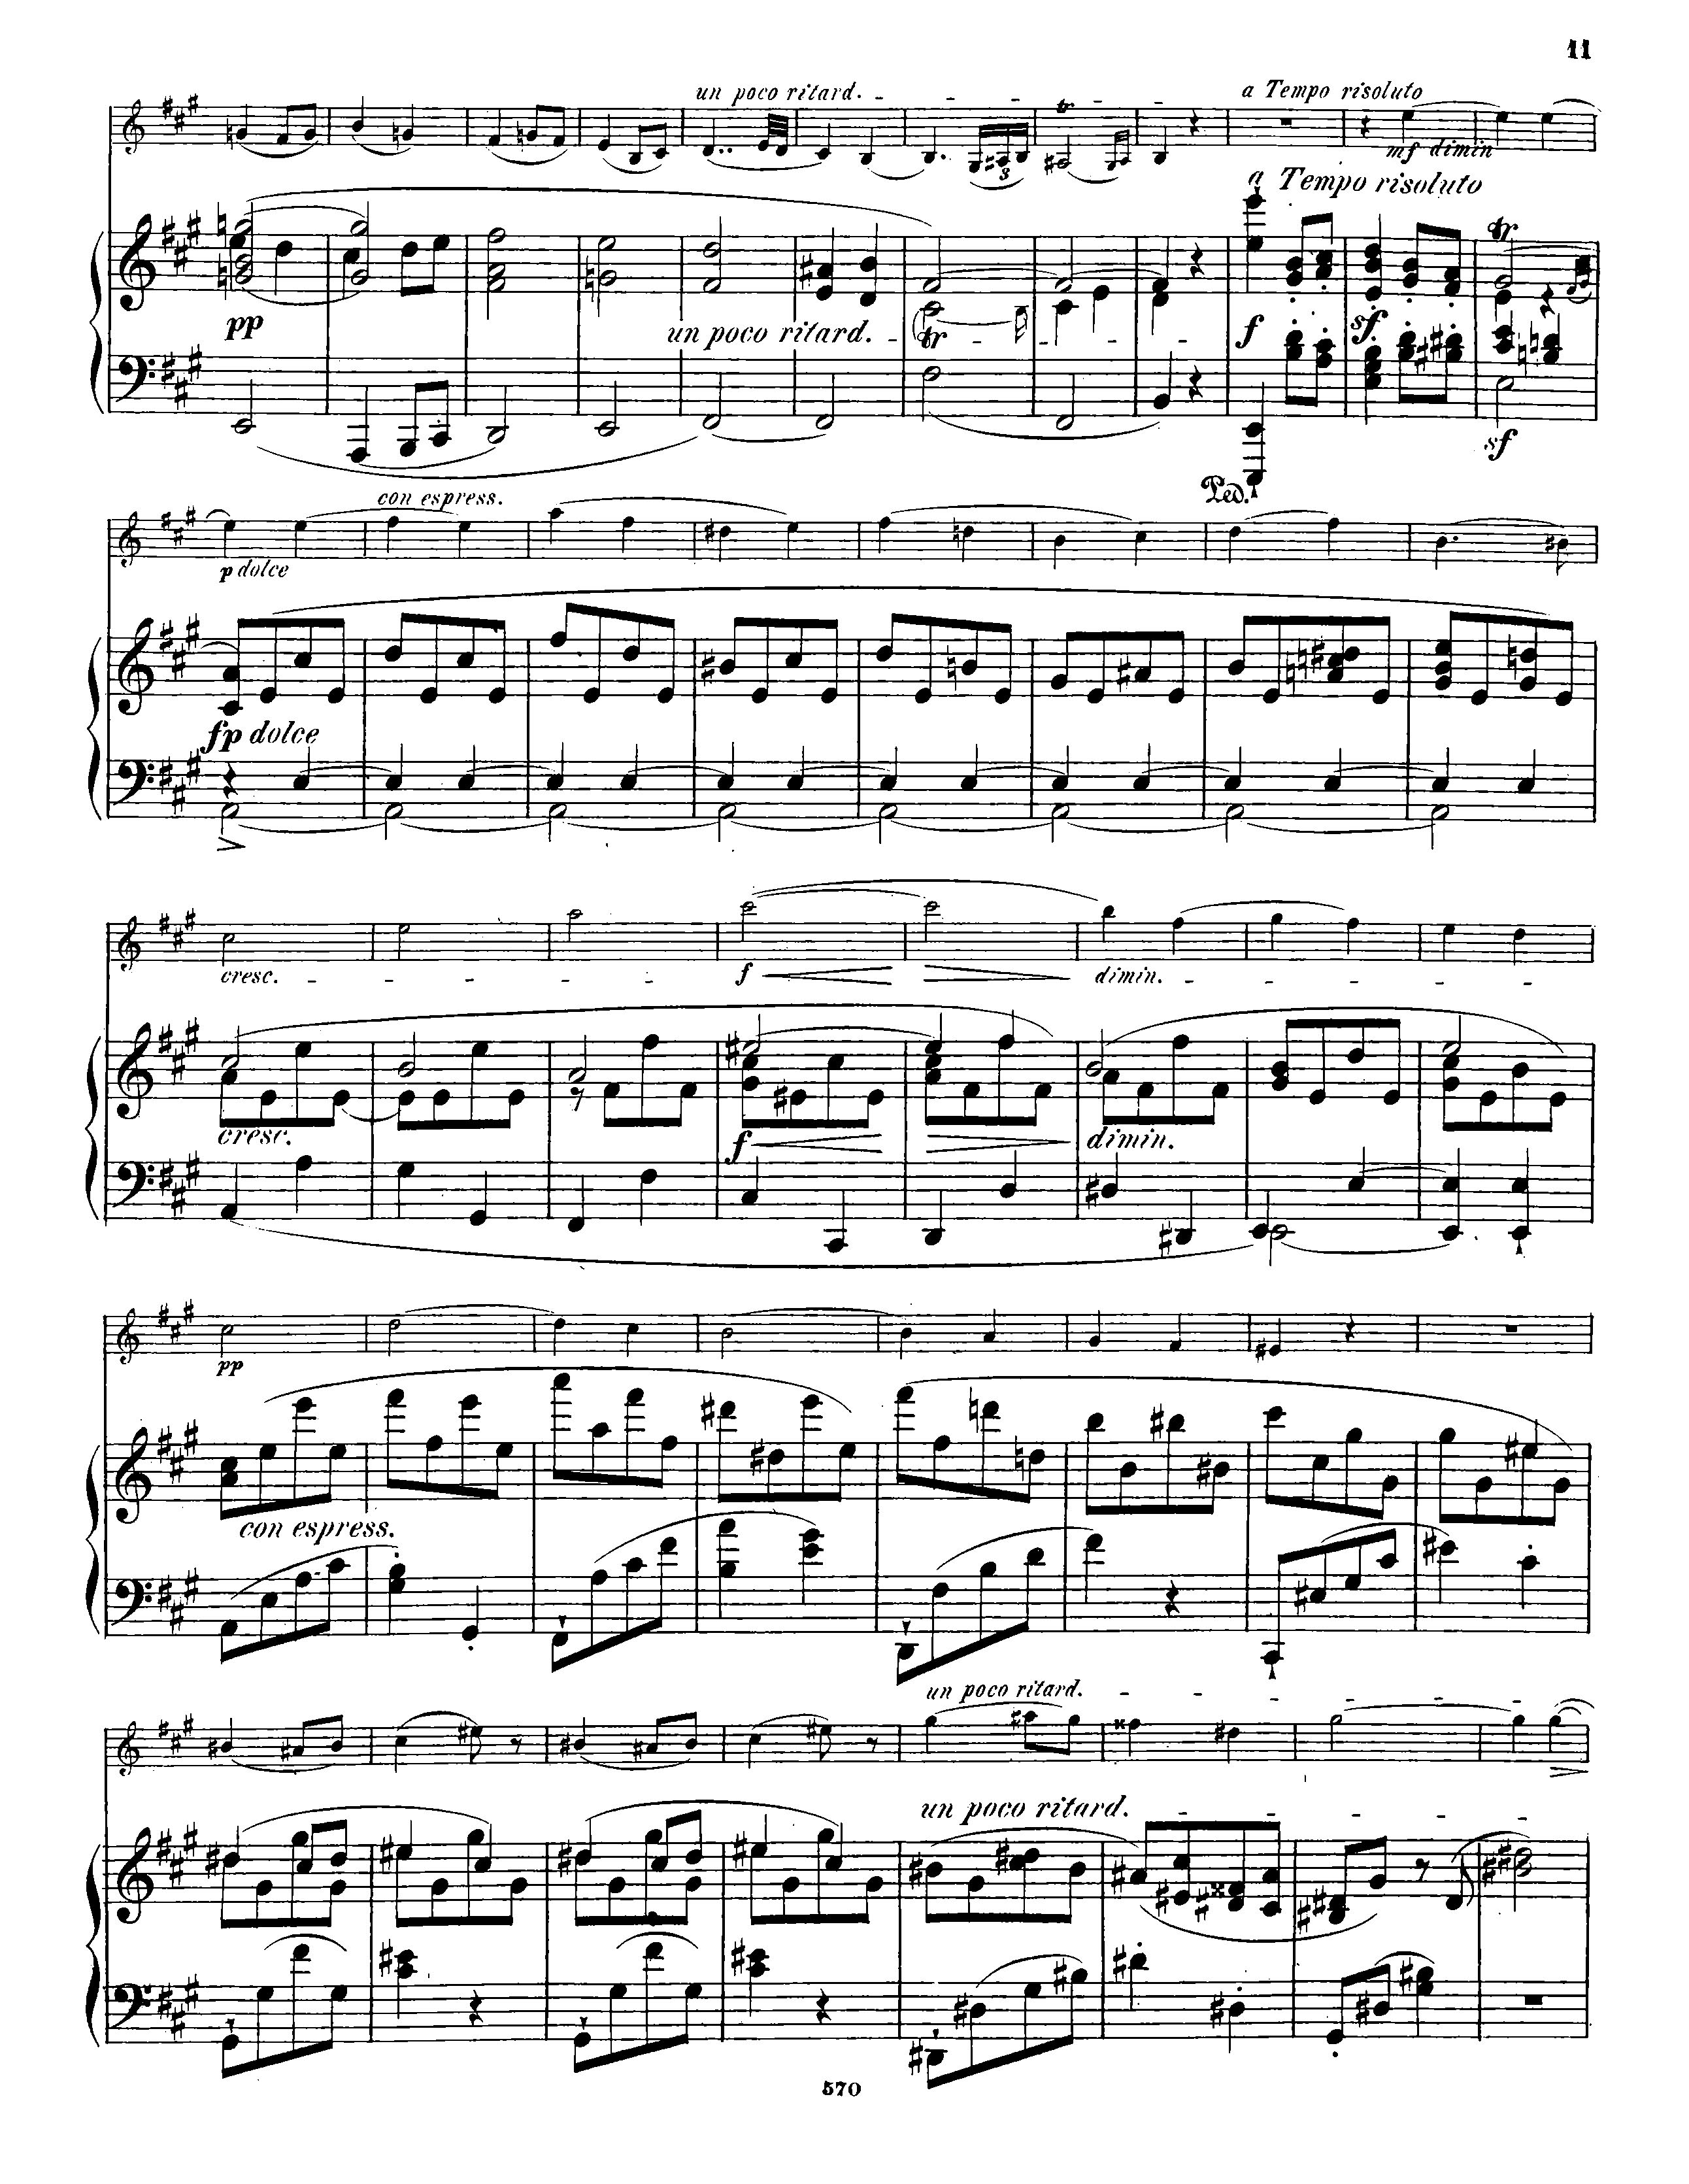 11
un poco ritard.
a Tempo risoluto
mf dimin
3
a Tempo risoluto
pp
un poco ritard.
tr
f
sf
tr
sf
Ped.
con espress.
p dolce
fp dolce
cresc.
f
dimin.
cresc.
f
dimin.
pp
con espress.
un poco ritard.
un poco ritard.
570